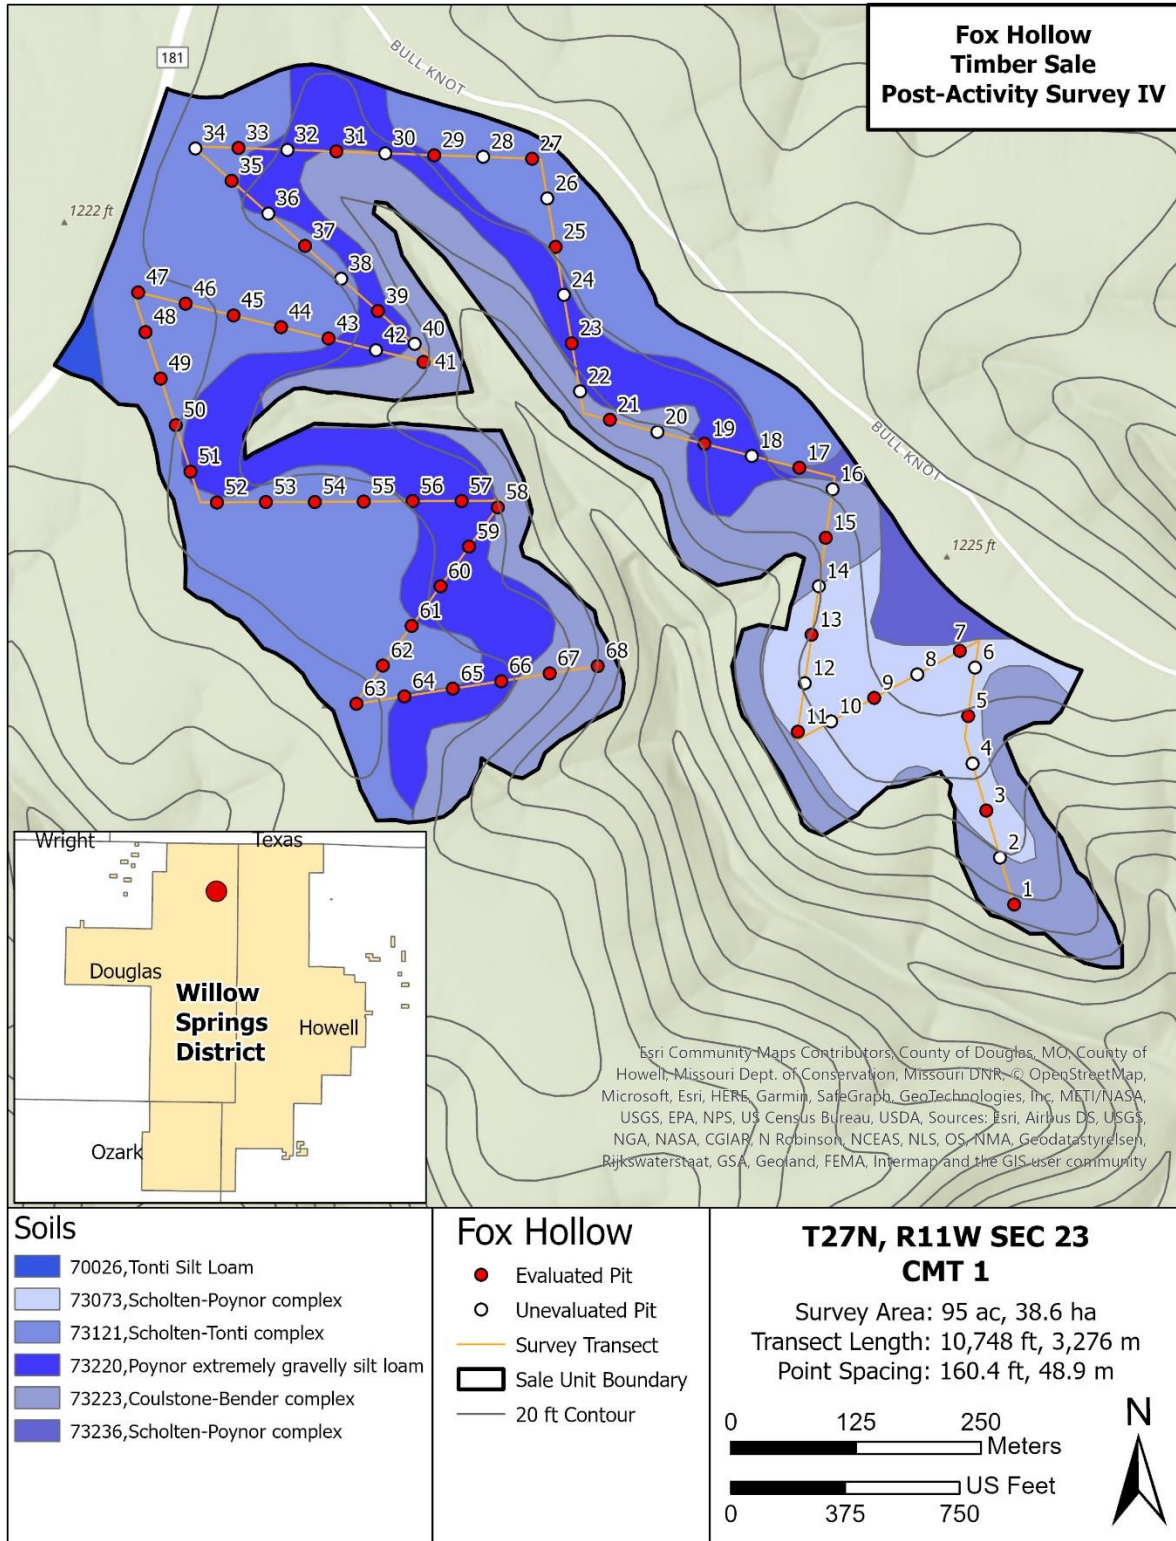 Fox Hollow
Timber Sale
Post-Activity Survey IV
181
BULL KNOT
34
33
32
31
30
29
28
27
35
26
36
1222 ft
37
25
38
24
47
46
45
44
43
39
42
40
41
48
23
49
22
50
21
20
19
18
17
BULL KNOT
16
51
52
53
54
55
56
57
58
15
59
1225 ft
60
14
61
13
62
68
67
66
65
64
63
12
7
6
8
9
10
11
5
4
3
2
1
Wright
Texas
Douglas
Willow
Springs
District
Howell
Ozark
Esri Community Maps Contributors, County of Douglas, MO, County of
Howell, Missouri Dept. of Conservation, Missouri DNR, © OpenStreetMap,
Microsoft, Esri, HERE, Garmin, SafeGraph, GeoTechnologies, Inc, METI/NASA,
USGS, EPA, NPS, US Census Bureau, USDA, Sources: Esri, Airbus DS, USGS,
NGA, NASA, CGIAR, N Robinson, NCEAS, NLS, OS, NMA, Geodatastyrelsen,
Rijkswaterstaat, GSA, Geoland, FEMA, Intermap and the GIS user community
Soils
70026,Tonti Silt Loam
73073,Scholten-Poynor complex
73121,Scholten-Tonti complex
73220,Poynor extremely gravelly silt loam
73223,Coulstone-Bender complex
73236,Scholten-Poynor complex
Fox Hollow
Evaluated Pit
Unevaluated Pit
Survey Transect
Sale Unit Boundary
20 ft Contour
T27N, R11W SEC 23
CMT 1
Survey Area: 95 ac, 38.6 ha
Transect Length: 10,748 ft, 3,276 m
Point Spacing: 160.4 ft, 48.9 m
0 125 250
Meters
US Feet
0 375 750
N